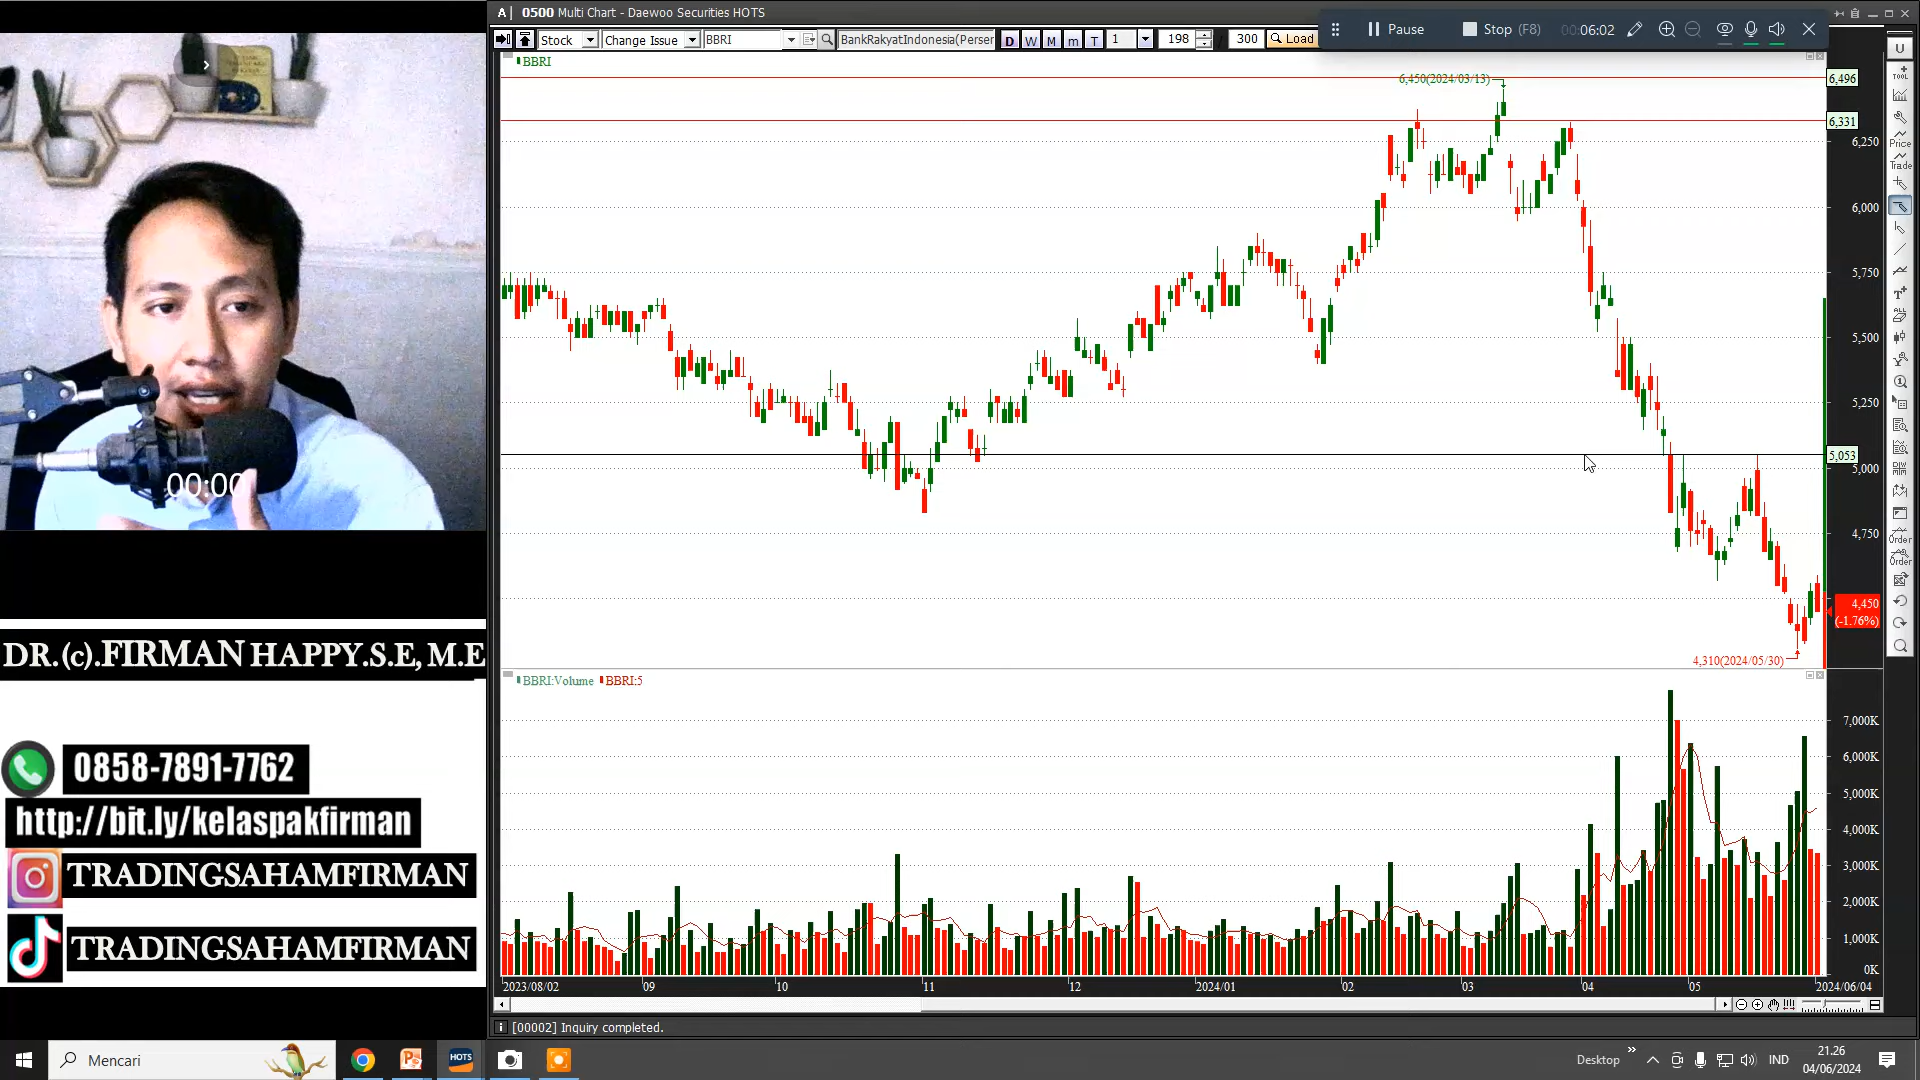 A 0500 Multi Chart - Daewoo Securities HOTS
Stock Change Issue BBRI BankRakyatIndonesia(Perser D W M m T 1 198 / 300 Load
Pause Stop (F8) 00:06:02
BBRI
6,450(2024/03/13)
6,496
6,331
6,250
6,000
5,750
5,500
5,250
5,053
5,000
4,750
4,450
(-1.76%)
4,310(2024/05/30)
BBRI:Volume BBRI:5
7,000K
6,000K
5,000K
4,000K
3,000K
2,000K
1,000K
0K
2023/08/02 09 10 11 12 2024/01 02 03 04 05 2024/06/04
U
TOOL
Price
Trade
Order
Order
[00002] Inquiry completed.
00:00
DR.(c).FIRMAN HAPPY.S.E, M.E
0858-7891-7762
http://bit.ly/kelaspakfirman
TRADINGSAHAMFIRMAN
TRADINGSAHAMFIRMAN
Mencari
HOTS
Desktop
IND
21.26
04/06/2024